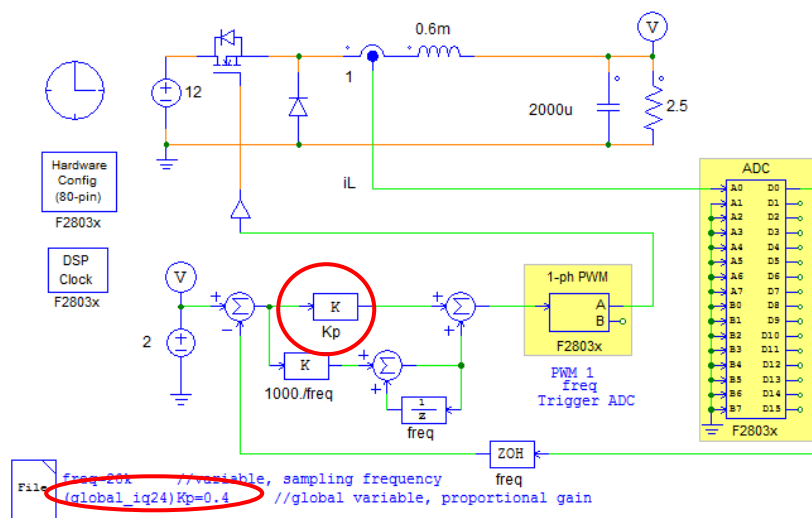 0.6m
V
12
1
2000u
2.5
Hardware
Config
(80-pin)
F2803x
DSP
Clock
F2803x
iL
ADC
A0 D0
A1 D1
A2 D2
A3 D3
A4 D4
A5 D5
A6 D6
A7 D7
B0 D8
B1 D9
B2 D10
B3 D11
B4 D12
B5 D13
B6 D14
B7 D15
F2803x
V
2
+
Σ
−
K
Kp
+
Σ
+
K
1000./freq
+
Σ
+
1
z
freq
1-ph PWM
A
B
F2803x
PWM 1
freq
Trigger ADC
ZOH
freq
File
freq=20k //variable, sampling frequency
(global_iq24)Kp=0.4 //global variable, proportional gain